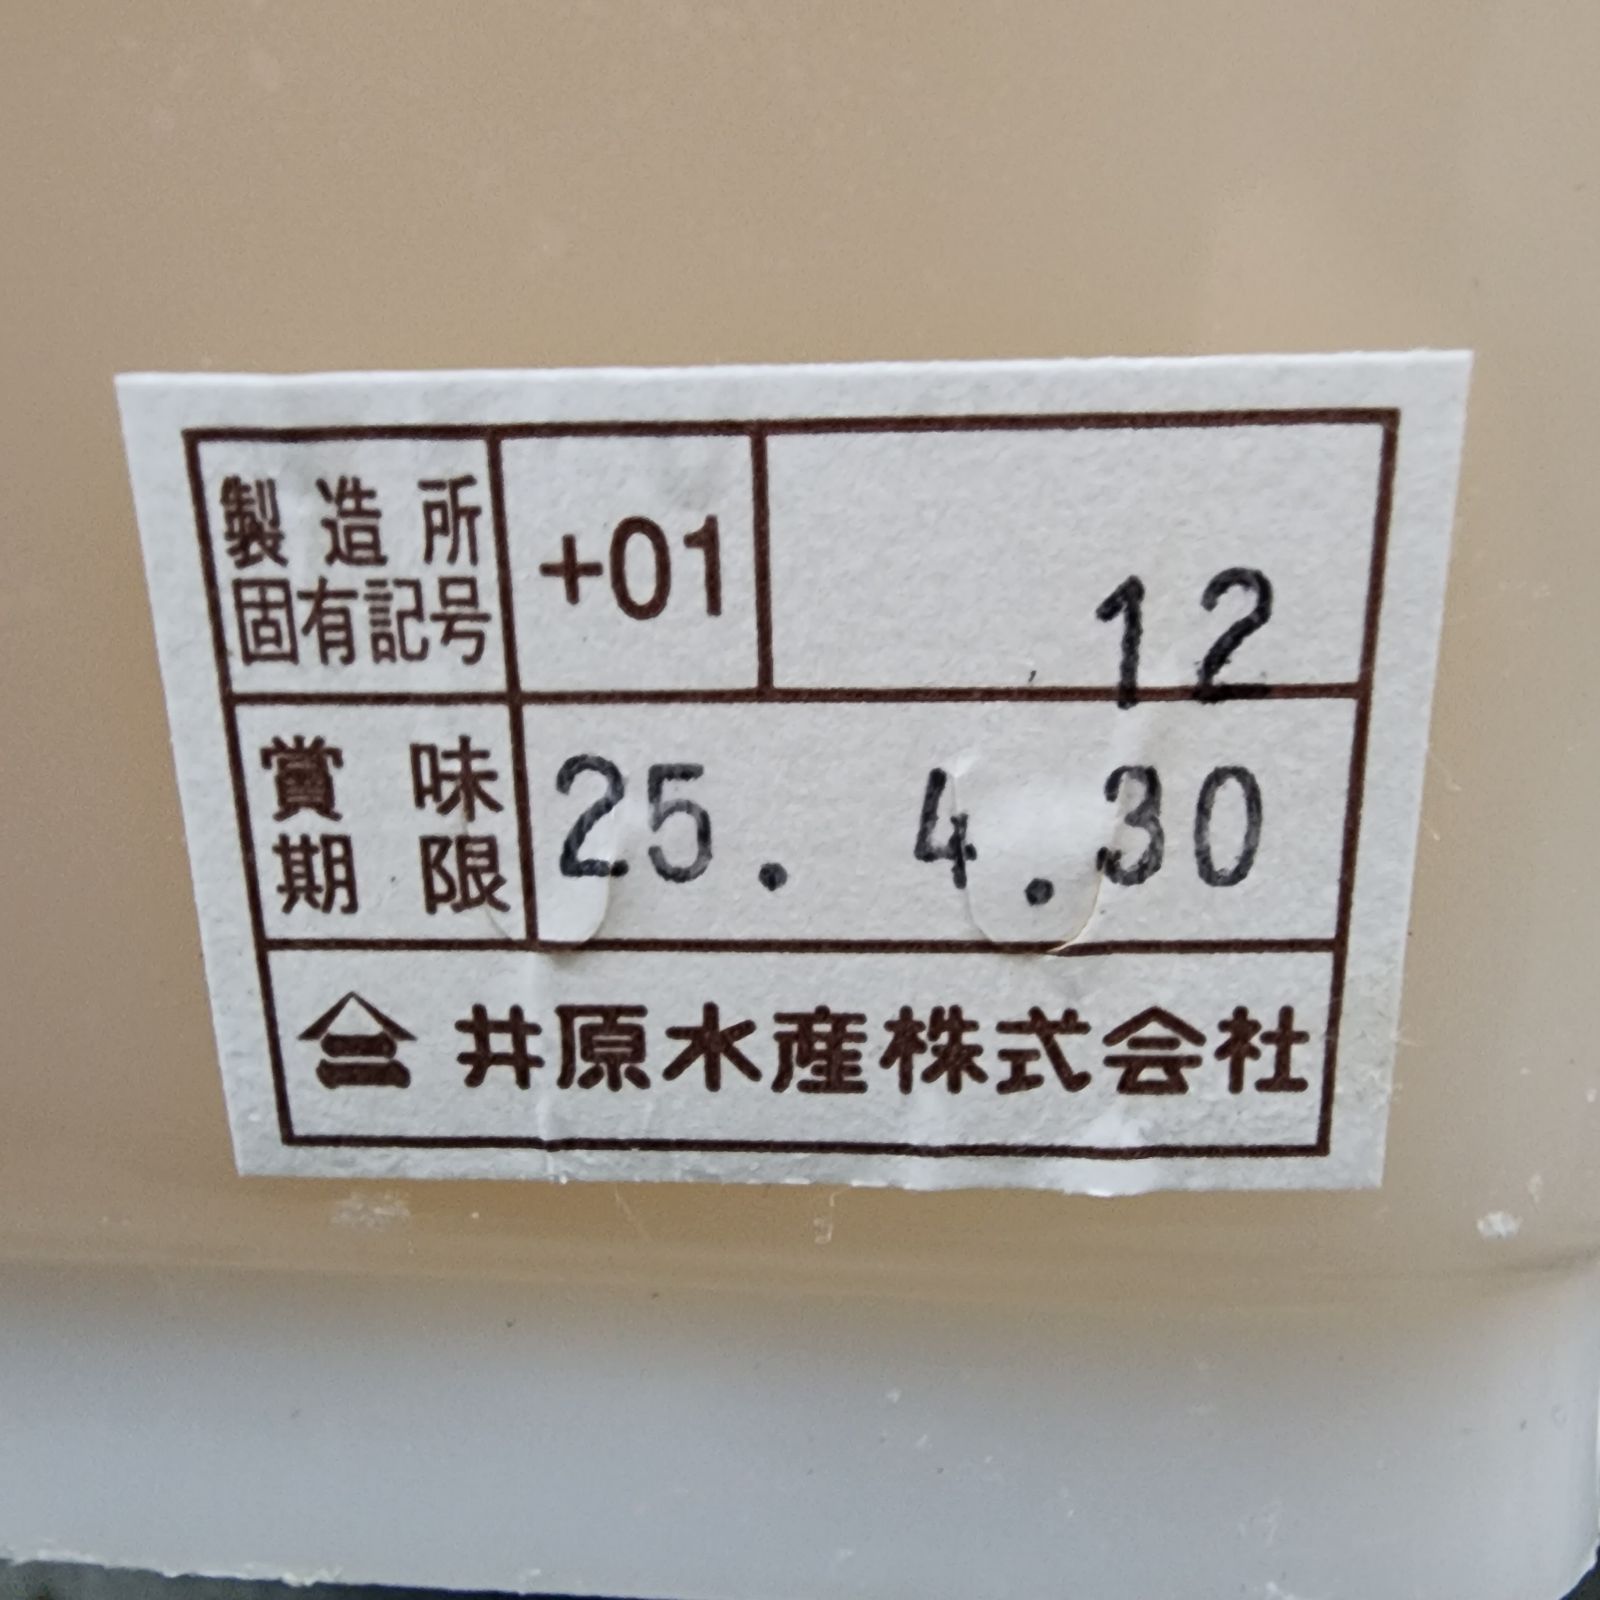 製造所
固有記号
+01
12
賞味
期限
25. 4.30
井原水産株式会社